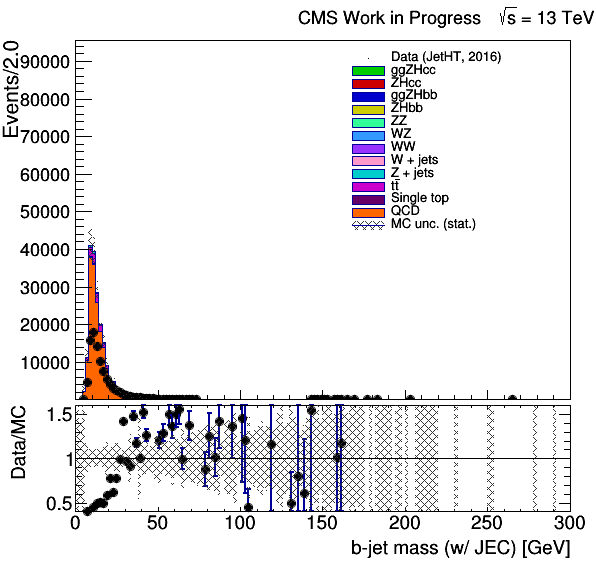 CMS Work in Progress √s = 13 TeV
Events/2.0
90000
80000
70000
60000
50000
40000
30000
20000
10000
Data (JetHT, 2016)
ggZHcc
ZHcc
ggZHbb
ZHbb
ZZ
WZ
WW
W + jets
Z + jets
tt̄
Single top
QCD
MC unc. (stat.)
Data/MC
1.5
1
0.5
0 50 100 150 200 250 300
b-jet mass (w/ JEC) [GeV]